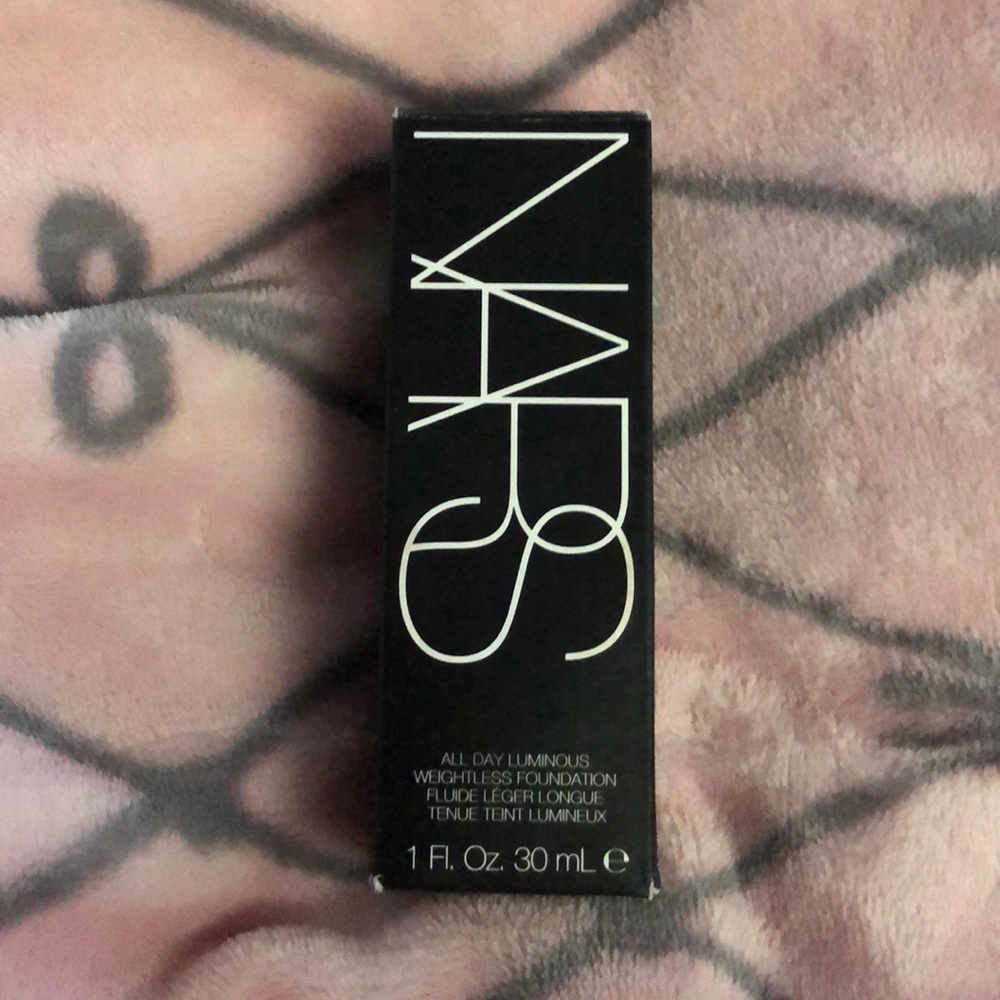 NARS
ALL DAY LUMINOUS
WEIGHTLESS FOUNDATION
FLUIDE LÉGER LONGUE
TENUE TEINT LUMINEUX
1 Fl. Oz. 30 mL ℮